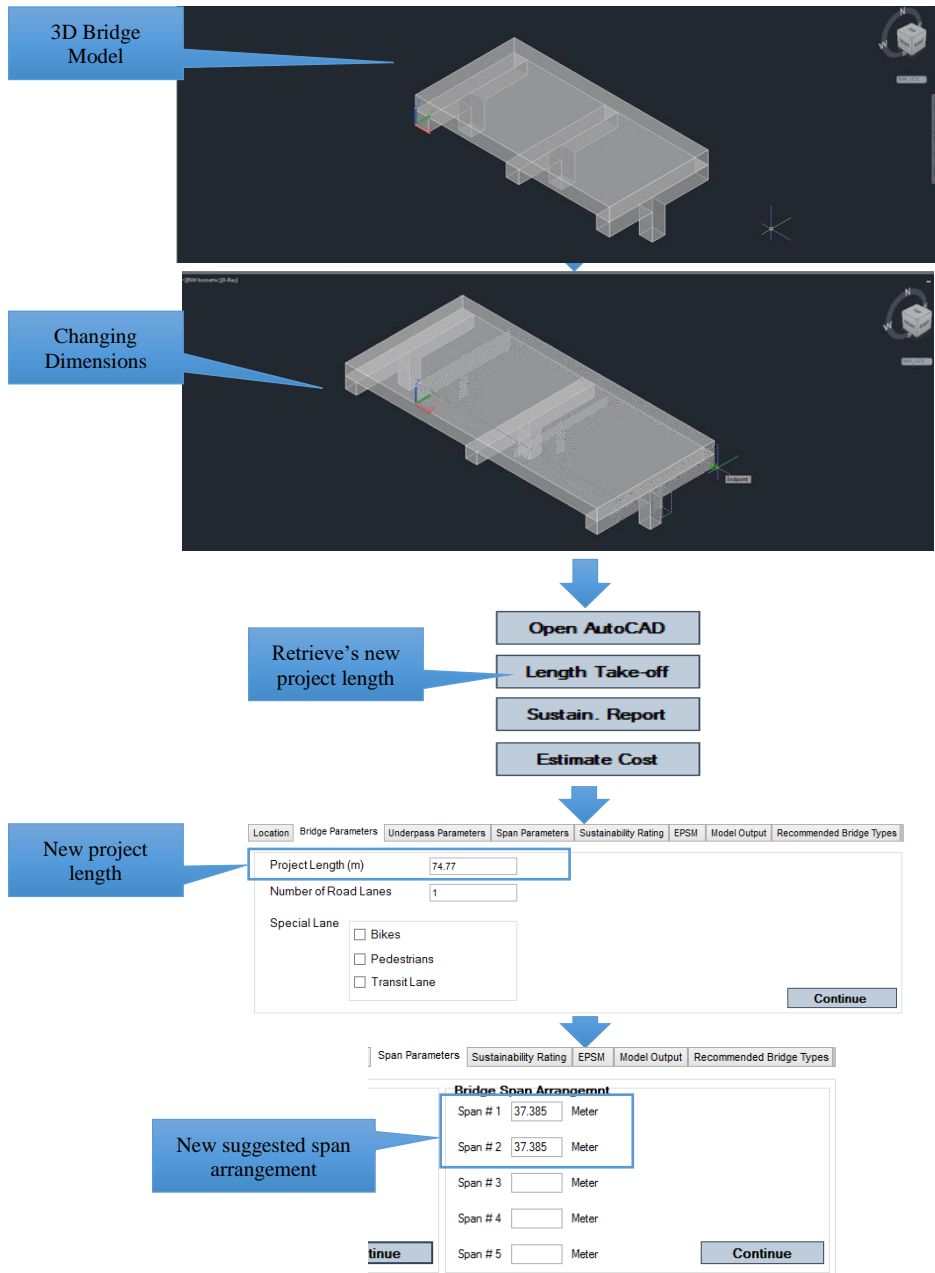 3D Bridge
Model
N
W
Changing
Dimensions
N
W
Endpoint
Open AutoCAD
Retrieve's new
project length
Length Take-off
Sustain. Report
Estimate Cost
Location Bridge Parameters Underpass Parameters Span Parameters Sustainability Rating EPSM Model Output Recommended Bridge Types
New project
length
Project Length (m) 74.77
Number of Road Lanes 1
Special Lane
Bikes
Pedestrians
Transit Lane
Continue
Span Parameters Sustainability Rating EPSM Model Output Recommended Bridge Types
Bridge Span Arrangemnt
Span # 1 37.385 Meter
New suggested span
arrangement
Span # 2 37.385 Meter
Span # 3 Meter
Span # 4 Meter
tinue
Span # 5 Meter
Continue